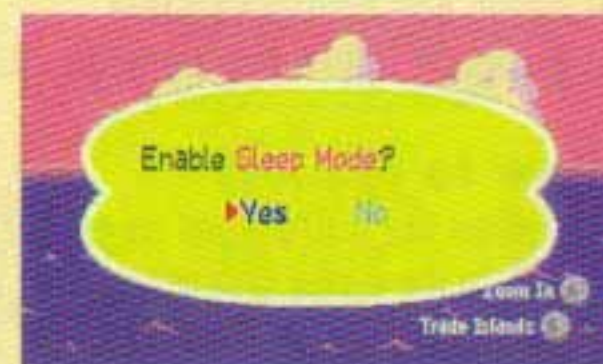 Enable Sleep Mode?
Yes No
Zoom In
Trade Islands